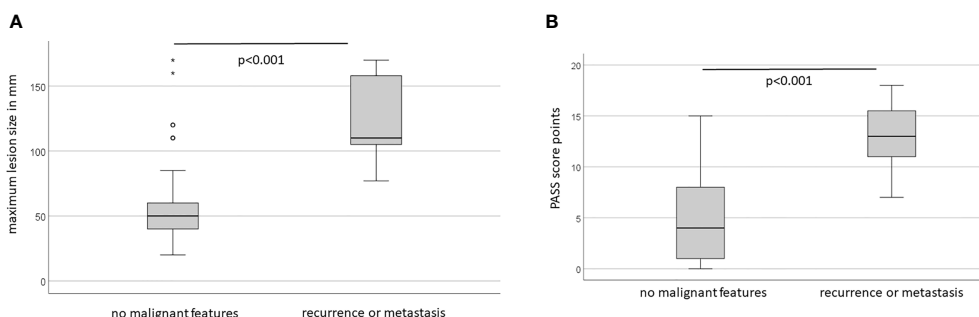 A
maximum lesion size in mm
150
100
50
0
*
*
p<0.001
no malignant features
recurrence or metastasis
B
PASS score points
20
15
10
5
0
p<0.001
no malignant features
recurrence or metastasis